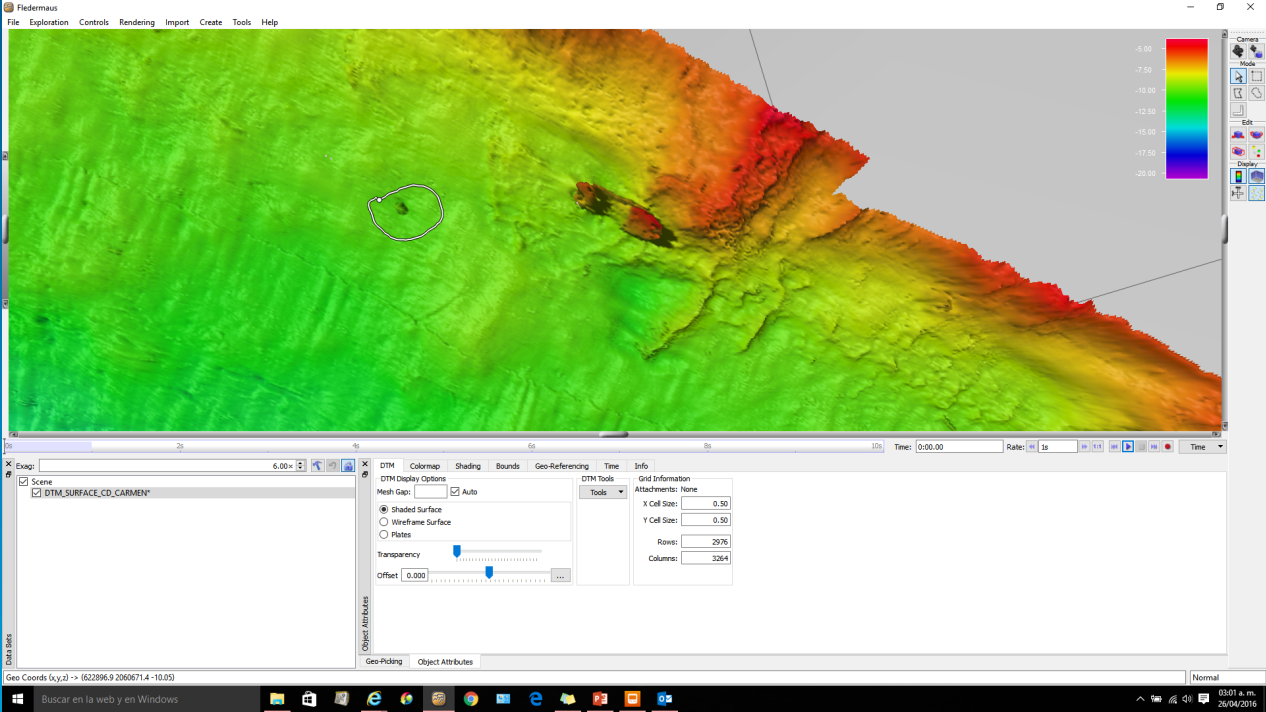 Fledermaus
File Exploration Controls Rendering Import Create Tools Help
Camera
-5.00
Mode
-7.50
-10.00
-12.50
Edit
-15.00
-17.50
Display
-20.00
0s 2s 4s 6s 8s 10s Time: 0:00.00 Rate: 1s 1:1 Time
Exag: 6.00× DTM Colormap Shading Bounds Geo-Referencing Time Info
Scene
DTM_SURFACE_CD_CARMEN*
DTM Display Options DTM Tools Grid Information
Mesh Gap: Auto Tools Attachments: None
X Cell Size: 0.50
Shaded Surface
Y Cell Size: 0.50
Wireframe Surface
Plates
Rows: 2976
Transparency
Columns: 3264
Offset 0.000 ...
Data Sets
Object Attributes
Geo-Picking Object Attributes
Geo Coords (x,y,z) -> (622896.9 2060671.4 -10.05) Normal
Buscar en la web y en Windows
03:01 a. m.
26/04/2016